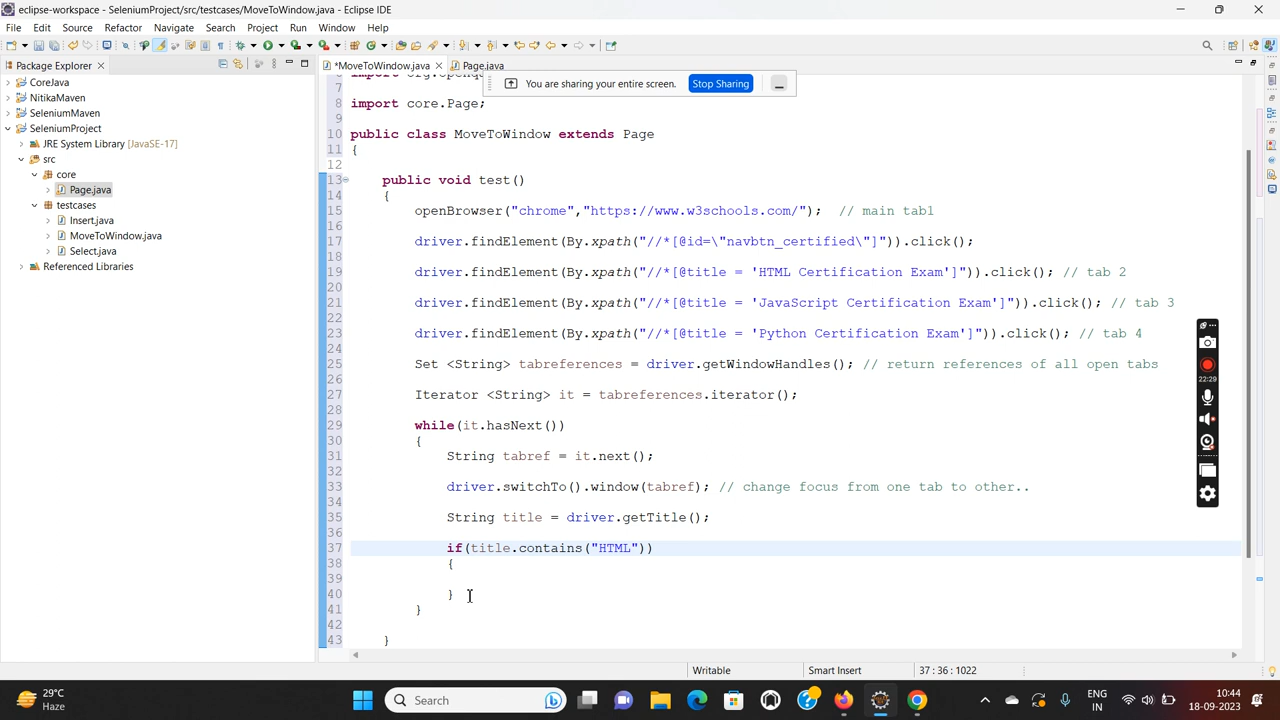 eclipse-workspace - SeleniumProject/src/testcases/MoveToWindow.java - Eclipse IDE
File Edit Source Refactor Navigate Search Project Run Window Help
Package Explorer
*MoveToWindow.java
Page.java
You are sharing your entire screen.
Stop Sharing
CoreJava
NitikaMaven
SeleniumMaven
SeleniumProject
JRE System Library [JavaSE-17]
src
core
Page.java
testcases
Insert.java
MoveToWindow.java
Select.java
Referenced Libraries
7
8 import core.Page;
9
10 public class MoveToWindow extends Page
11 {
12
13 public void test()
14 {
15 openBrowser("chrome","https://www.w3schools.com/"); // main tab1
16
17 driver.findElement(By.xpath("//*[@id=\"navbtn_certified\"]")).click();
18
19 driver.findElement(By.xpath("//*[@title = 'HTML Certification Exam']")).click(); // tab 2
20
21 driver.findElement(By.xpath("//*[@title = 'JavaScript Certification Exam']")).click(); // tab 3
22
23 driver.findElement(By.xpath("//*[@title = 'Python Certification Exam']")).click(); // tab 4
24
25 Set <String> tabreferences = driver.getWindowHandles(); // return references of all open tabs
26
27 Iterator <String> it = tabreferences.iterator();
28
29 while(it.hasNext())
30 {
31 String tabref = it.next();
32
33 driver.switchTo().window(tabref); // change focus from one tab to other..
34
35 String title = driver.getTitle();
36
37 if(title.contains("HTML"))
38 {
39
40 }
41 }
42
43 }
22:29
Writable
Smart Insert
37 : 36 : 1022
29°C
Haze
Search
ENG
IN
10:44
18-09-2023